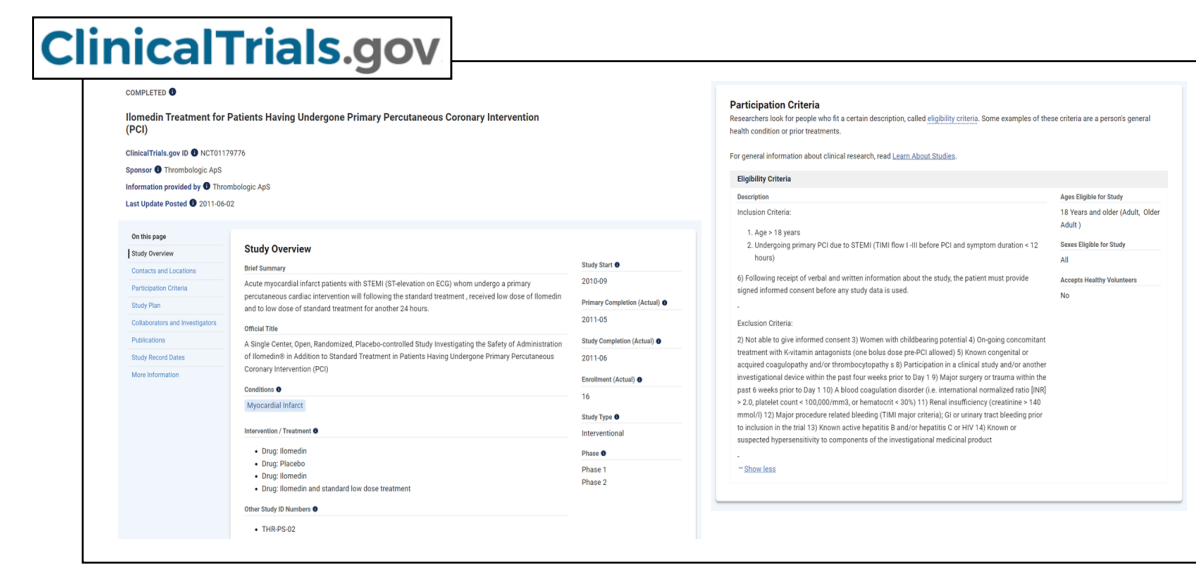 ClinicalTrials.gov
COMPLETED
Ilomedin Treatment for Patients Having Undergone Primary Percutaneous Coronary Intervention
(PCI)
ClinicalTrials.gov ID NCT01179776
Sponsor Thrombologic ApS
Information provided by Thrombologic ApS
Last Update Posted 2011-06-02
On this page
Study Overview
Contacts and Locations
Participation Criteria
Study Plan
Collaborators and Investigators
Publications
Study Record Dates
More Information
Study Overview
Brief Summary
Acute myocardial infarct patients with STEMI (ST-elevation on ECG) whom undergo a primary
percutaneous cardiac intervention will following the standard treatment , received low dose of Ilomedin
and to low dose of standard treatment for another 24 hours.
Official Title
A Single Center, Open, Randomized, Placebo-controlled Study Investigating the Safety of Administration
of Ilomedin® in Addition to Standard Treatment in Patients Having Undergone Primary Percutaneous
Coronary Intervention (PCI)
Conditions
Myocardial Infarct
Intervention / Treatment
• Drug: Ilomedin
• Drug: Placebo
• Drug: Ilomedin
• Drug: Ilomedin and standard low dose treatment
Other Study ID Numbers
• THR-PS-02
Study Start
2010-09
Primary Completion (Actual)
2011-05
Study Completion (Actual)
2011-06
Enrollment (Actual)
16
Study Type
Interventional
Phase
Phase 1
Phase 2
Participation Criteria
Researchers look for people who fit a certain description, called eligibility criteria. Some examples of these criteria are a person's general
health condition or prior treatments.
For general information about clinical research, read Learn About Studies.
Eligibility Criteria
Description
Inclusion Criteria:
1. Age > 18 years
2. Undergoing primary PCI due to STEMI (TIMI flow I -III before PCI and symptom duration < 12
hours)
6) Following receipt of verbal and written information about the study, the patient must provide
signed informed consent before any study data is used.
-
Exclusion Criteria:
2) Not able to give informed consent 3) Women with childbearing potential 4) On-going concomitant
treatment with K-vitamin antagonists (one bolus dose pre-PCI allowed) 5) Known congenital or
acquired coagulopathy and/or thrombocytopathy s 8) Participation in a clinical study and/or another
investigational device within the past four weeks prior to Day 1 9) Major surgery or trauma within the
past 6 weeks prior to Day 1 10) A blood coagulation disorder (i.e. international normalized ratio [INR]
> 2.0, platelet count < 100,000/mm3, or hematocrit < 30%) 11) Renal insufficiency (creatinine > 140
mmol/l) 12) Major procedure related bleeding (TIMI major criteria); GI or urinary tract bleeding prior
to inclusion in the trial 13) Known active hepatitis B and/or hepatitis C or HIV 14) Known or
suspected hypersensitivity to components of the investigational medicinal product
-
− Show less
Ages Eligible for Study
18 Years and older (Adult, Older
Adult )
Sexes Eligible for Study
All
Accepts Healthy Volunteers
No